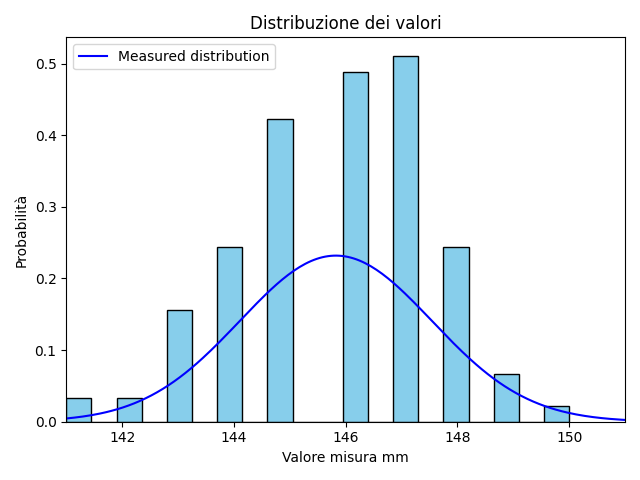 Distribuzione dei valori
Measured distribution
Probabilità
0.5
0.4
0.3
0.2
0.1
0.0
142 144 146 148 150
Valore misura mm